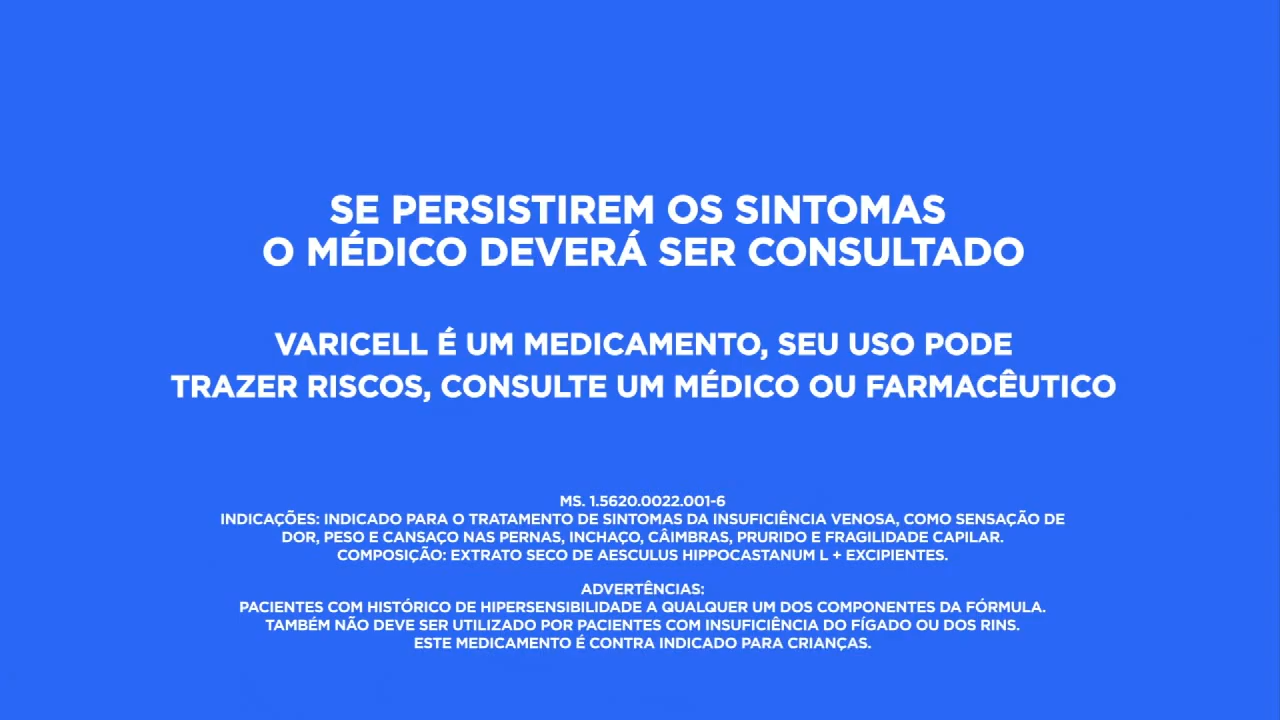 SE PERSISTIREM OS SINTOMAS
O MÉDICO DEVERÁ SER CONSULTADO
VARICELL É UM MEDICAMENTO, SEU USO PODE
TRAZER RISCOS, CONSULTE UM MÉDICO OU FARMACÊUTICO
MS. 1.5620.0022.001-6
INDICAÇÕES: INDICADO PARA O TRATAMENTO DE SINTOMAS DA INSUFICIÊNCIA VENOSA, COMO SENSAÇÃO DE
DOR, PESO E CANSAÇO NAS PERNAS, INCHAÇO, CÂIMBRAS, PRURIDO E FRAGILIDADE CAPILAR.
COMPOSIÇÃO: EXTRATO SECO DE AESCULUS HIPPOCASTANUM L + EXCIPIENTES.
ADVERTÊNCIAS:
PACIENTES COM HISTÓRICO DE HIPERSENSIBILIDADE A QUALQUER UM DOS COMPONENTES DA FÓRMULA.
TAMBÉM NÃO DEVE SER UTILIZADO POR PACIENTES COM INSUFICIÊNCIA DO FÍGADO OU DOS RINS.
ESTE MEDICAMENTO É CONTRA INDICADO PARA CRIANÇAS.